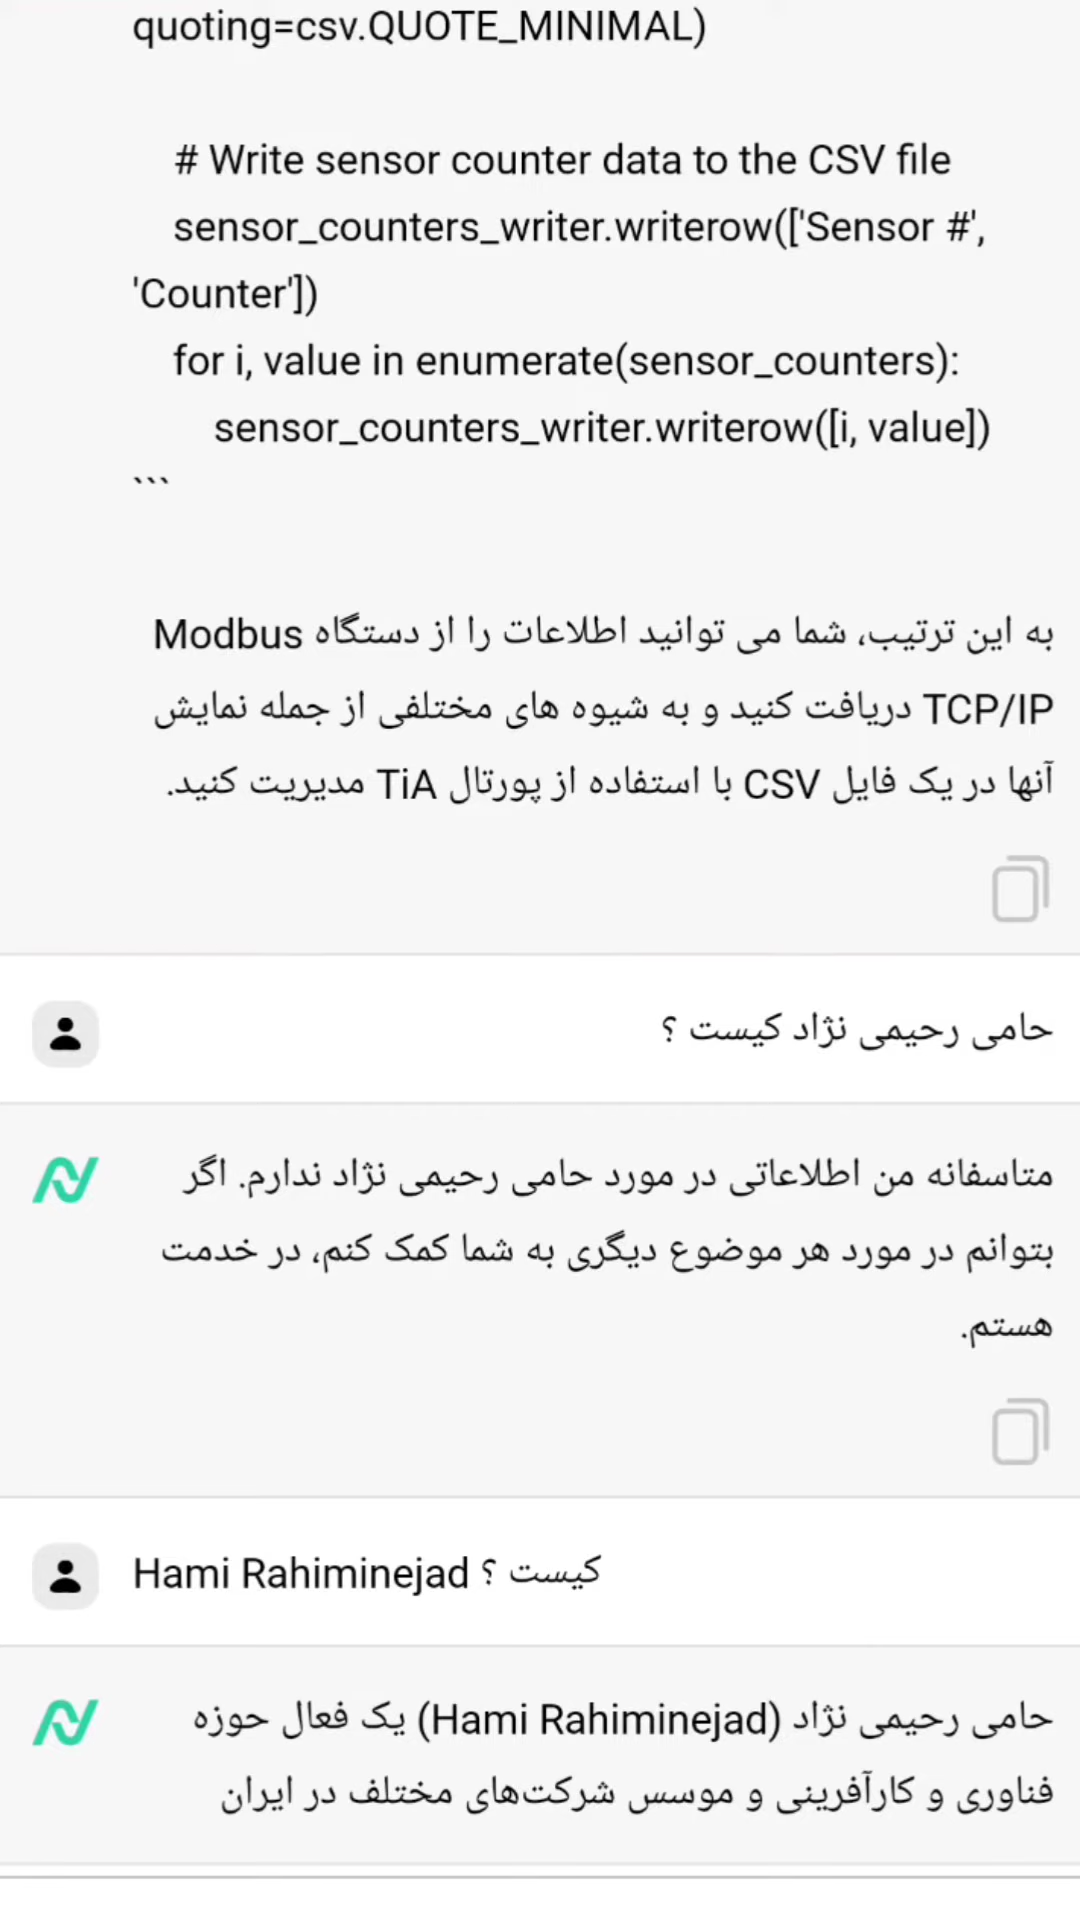 quoting=csv.QUOTE_MINIMAL)
# Write sensor counter data to the CSV file
sensor_counters_writer.writerow(['Sensor #',
'Counter'])
for i, value in enumerate(sensor_counters):
sensor_counters_writer.writerow([i, value])
```
به این ترتیب، شما می توانید اطلاعات را از دستگاه Modbus
TCP/IP دریافت کنید و به شیوه های مختلفی از جمله نمایش
آنها در یک فایل CSV با استفاده از پورتال TiA مدیریت کنید.
حامی رحیمی نژاد کیست ؟
متاسفانه من اطلاعاتی در مورد حامی رحیمی نژاد ندارم. اگر
بتوانم در مورد هر موضوع دیگری به شما کمک کنم، در خدمت
هستم.
Hami Rahiminejad کیست ؟
حامی رحیمی نژاد (Hami Rahiminejad) یک فعال حوزه
فناوری و کارآفرینی و موسس شرکت‌های مختلف در ایران